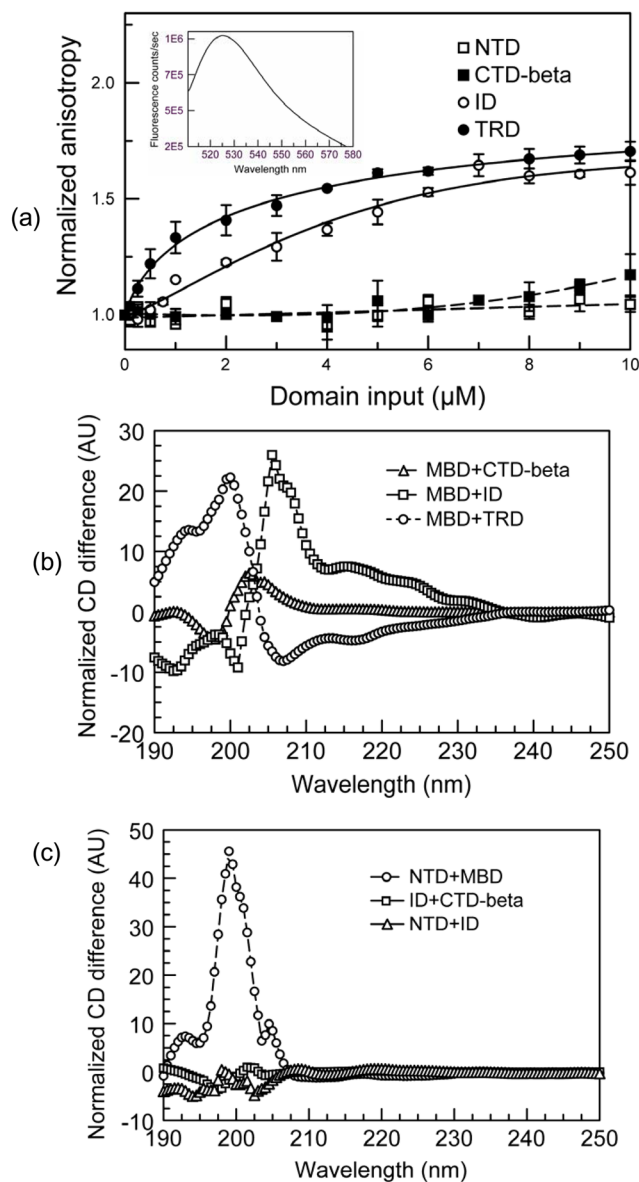 (a)
Normalized anisotropy
2.0
1.5
1.0
Fluorescence counts/sec
1E6
7E5
5E5
2E5
520 530 540 550 560 570 580
Wavelength nm
NTD
CTD-beta
ID
TRD
0 2 4 6 8 10
Domain input (µM)
(b)
Normalized CD difference (AU)
30
20
10
0
-10
-20
MBD+CTD-beta
MBD+ID
MBD+TRD
190 200 210 220 230 240 250
Wavelength (nm)
(c)
Normalized CD difference (AU)
50
40
30
20
10
0
-10
NTD+MBD
ID+CTD-beta
NTD+ID
190 200 210 220 230 240 250
Wavelength (nm)